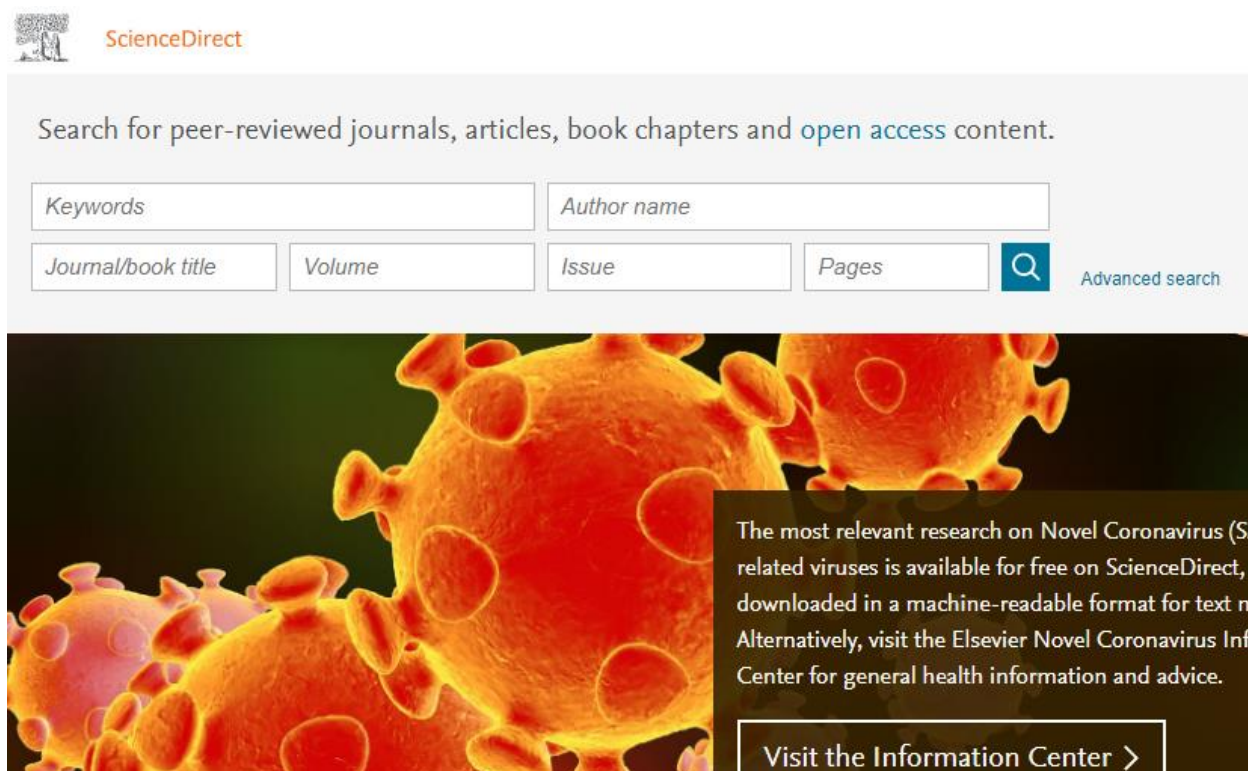 ScienceDirect
Search for peer-reviewed journals, articles, book chapters and open access content.
Keywords
Author name
Journal/book title
Volume
Issue
Pages
Advanced search
The most relevant research on Novel Coronavirus (
related viruses is available for free on ScienceDirect,
downloaded in a machine-readable format for text
Alternatively, visit the Elsevier Novel Coronavirus
Center for general health information and advice.
Visit the Information Center >